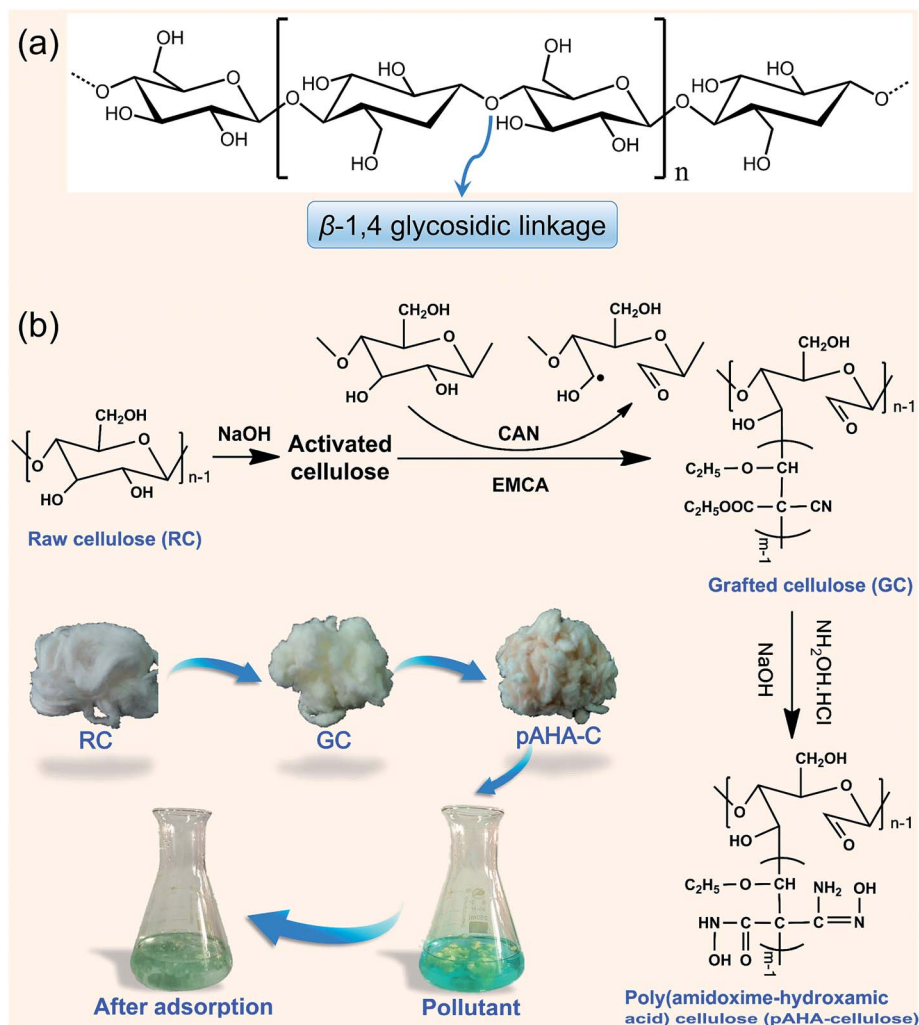 (a)
OH
O
HO
OH
O
HO
OH
O
HO
O
OH
O
HO
OH
O
HO
OH
O
HO
n
β-1,4 glycosidic linkage
(b)
CH₂OH
O
O
HO
OH
CH₂OH
O
O
HO
•
O
CH₂OH
O
O
HO
O
n-1
C₂H₅
O
CH
C₂H₅OOC
C
CN
m-1
Grafted cellulose (GC)
CH₂OH
O
O
HO
OH
n-1
Raw cellulose (RC)
NaOH
Activated
cellulose
CAN
EMCA
NH₂OH.HCl
NaOH
RC
GC
pAHA-C
After adsorption
Pollutant
CH₂OH
O
O
HO
O
n-1
C₂H₅
O
CH
NH₂
OH
HN
C
C
C
N
OH
O
m-1
Poly(amidoxime-hydroxamic
acid) cellulose (pAHA-cellulose)